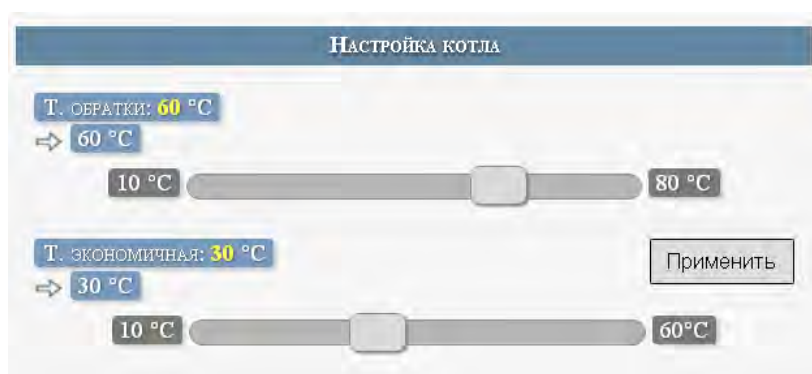 НАСТРОЙКА КОТЛА
Т. ОБРАТКИ: 60 °C
60 °C
10 °C 80 °C
Т. ЭКОНОМИЧНАЯ: 30 °C
Применить
30 °C
10 °C 60°C